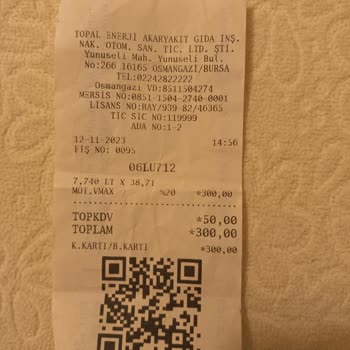 TOPAL ENERJİ AKARYAKIT GIDA İNŞ.
NAK. OTOM. SAN. TİC. LTD. ŞTİ.
Yunuseli Mah. Yunuseli Bul.
No:266 16165 OSMANGAZİ/BURSA
TEL:02242822222
Osmangazi VD:8511504274
MERSIS NO:0851-1504-2740-0001
LİSANS NO:BAY/939-82/46365
TIC SIC NO:119999
ADA NO:1-2
12-11-2023 14:56
FİŞ NO: 0095
06LU712
7,740 LT X 38,71
MOT.VMAX %20 *300,00
TOPKDV *50,00
TOPLAM *300,00
K.KARTI/B.KARTI *300,00